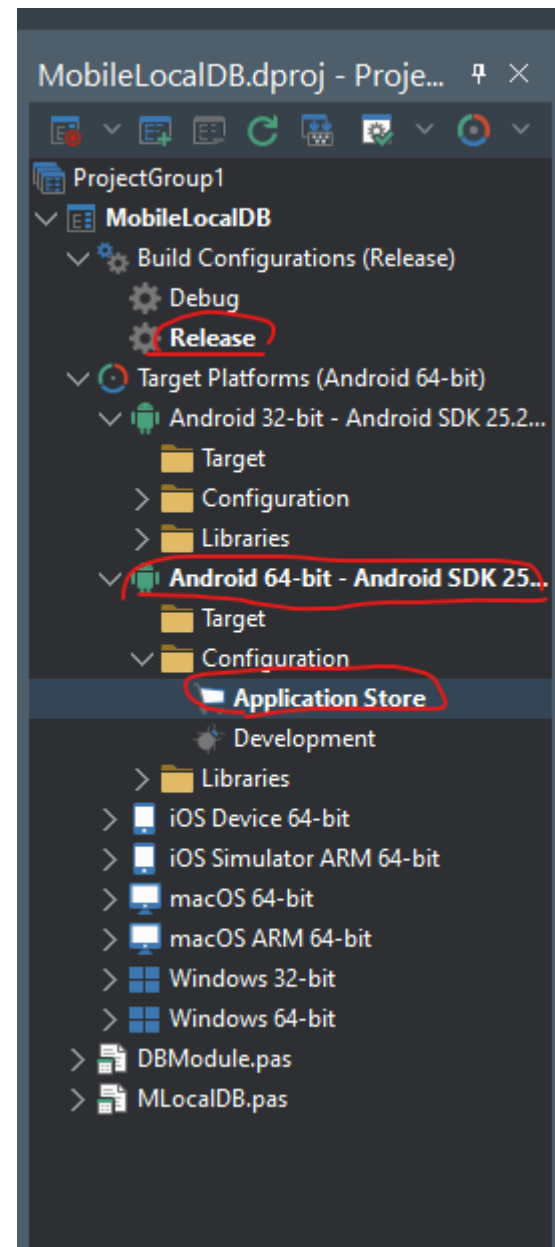 MobileLocalDB.dproj - Proje...
ProjectGroup1
MobileLocalDB
Build Configurations (Release)
Debug
Release
Target Platforms (Android 64-bit)
Android 32-bit - Android SDK 25.2...
Target
Configuration
Libraries
Android 64-bit - Android SDK 25...
Target
Configuration
Application Store
Development
Libraries
iOS Device 64-bit
iOS Simulator ARM 64-bit
macOS 64-bit
macOS ARM 64-bit
Windows 32-bit
Windows 64-bit
DBModule.pas
MLocalDB.pas